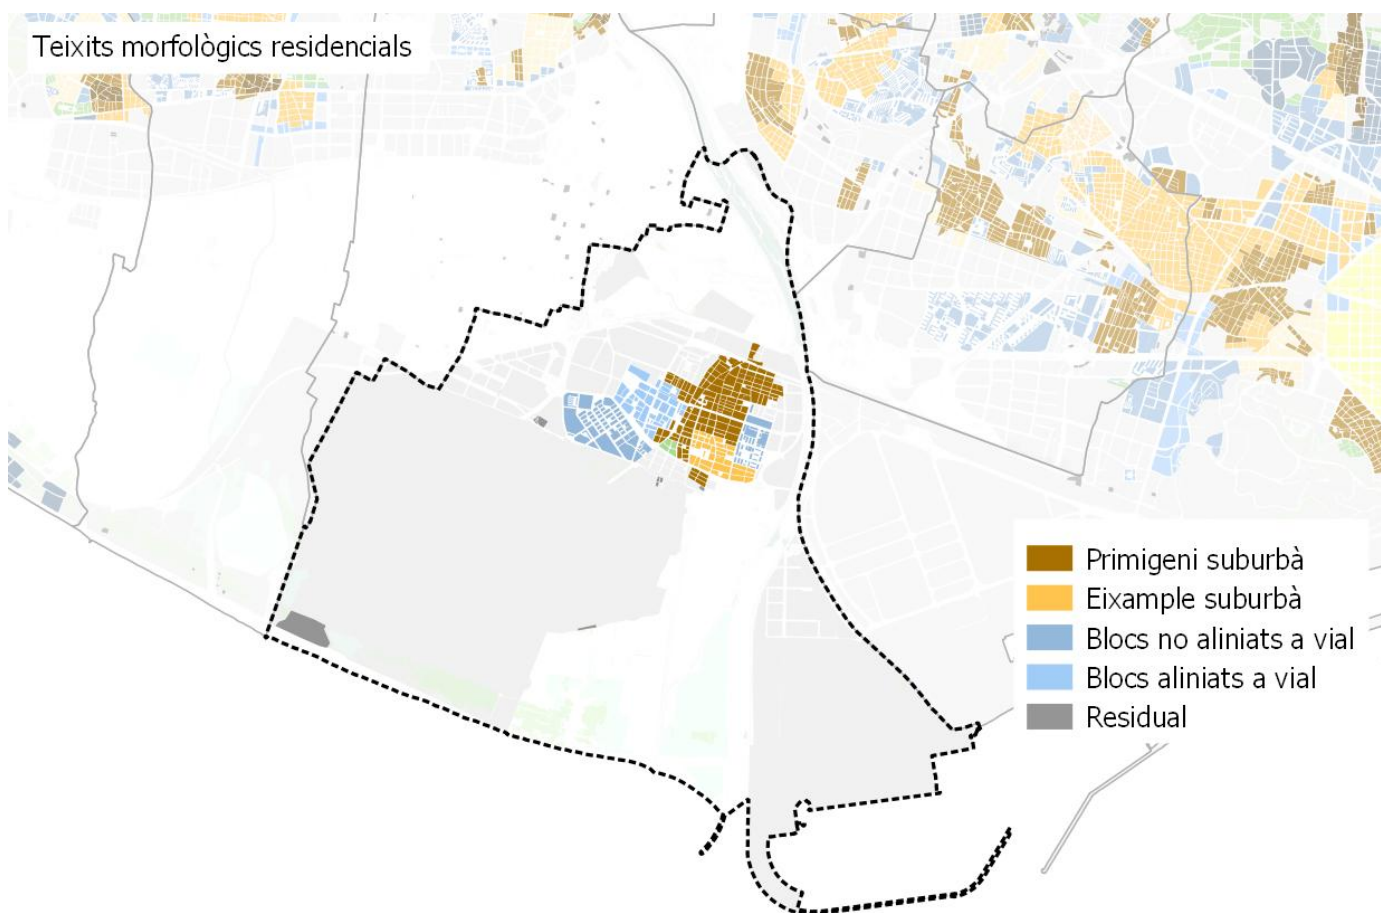 Teixits morfològics residencials
Primigeni suburbà
Eixample suburbà
Blocs no aliniats a vial
Blocs aliniats a vial
Residual